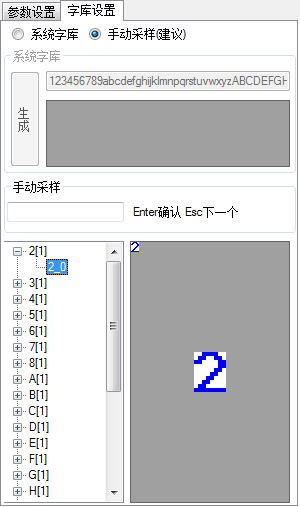 参数设置 字库设置
系统字库 手动采样(建议)
系统字库
生成
123456789abcdefghijklmnpqrstuvwxyzABCDEFGH
手动采样
Enter确认 Esc下一个
2[1]
2_0
3[1]
4[1]
5[1]
6[1]
7[1]
8[1]
A[1]
B[1]
C[1]
D[1]
E[1]
F[1]
G[1]
H[1]
2
2